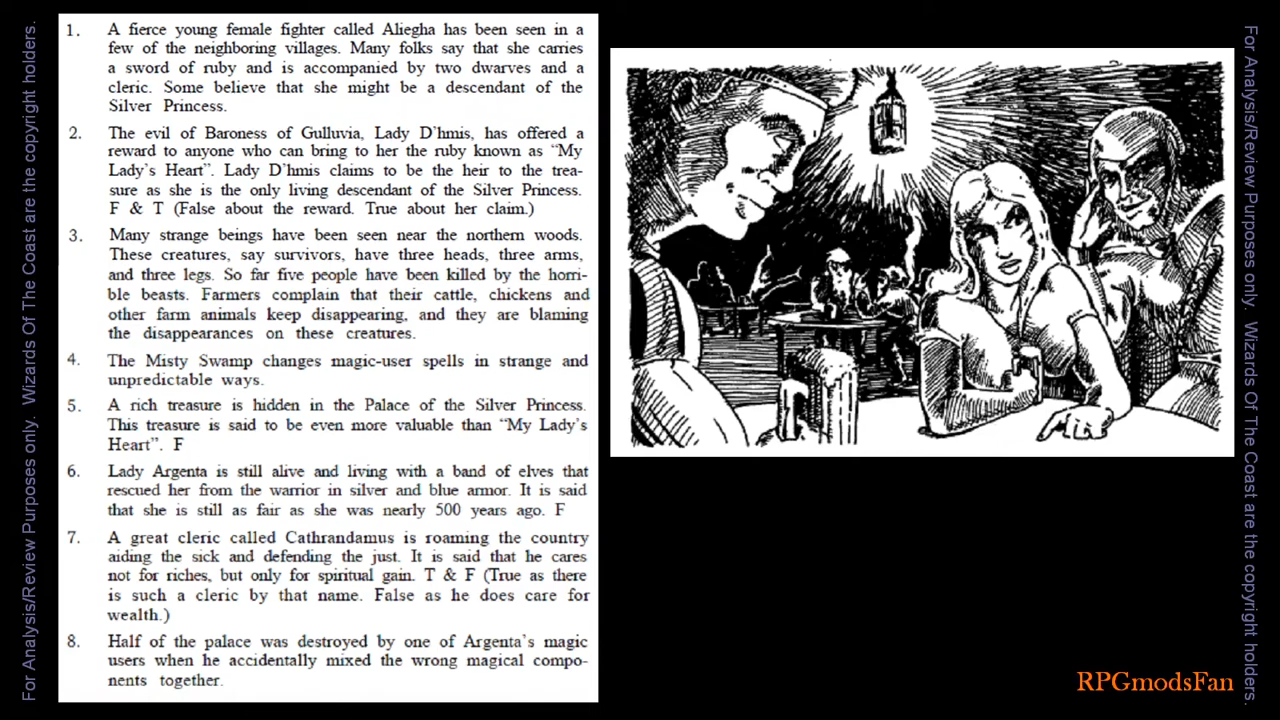 For Analysis/Review Purposes only.  Wizards Of The Coast are the copyright holders.
1. A fierce young female fighter called Aliegha has been seen in a
few of the neighboring villages. Many folks say that she carries
a sword of ruby and is accompanied by two dwarves and a
cleric. Some believe that she might be a descendant of the
Silver Princess.
2. The evil of Baroness of Gulluvia, Lady D'hmis, has offered a
reward to anyone who can bring to her the ruby known as "My
Lady's Heart". Lady D'hmis claims to be the heir to the trea-
sure as she is the only living descendant of the Silver Princess.
F & T (False about the reward. True about her claim.)
3. Many strange beings have been seen near the northern woods.
These creatures, say survivors, have three heads, three arms,
and three legs. So far five people have been killed by the horri-
ble beasts. Farmers complain that their cattle, chickens and
other farm animals keep disappearing, and they are blaming
the disappearances on these creatures.
4. The Misty Swamp changes magic-user spells in strange and
unpredictable ways.
5. A rich treasure is hidden in the Palace of the Silver Princess.
This treasure is said to be even more valuable than "My Lady's
Heart". F
6. Lady Argenta is still alive and living with a band of elves that
rescued her from the warrior in silver and blue armor. It is said
that she is still as fair as she was nearly 500 years ago. F
7. A great cleric called Cathrandamus is roaming the country
aiding the sick and defending the just. It is said that he cares
not for riches, but only for spiritual gain. T & F (True as there
is such a cleric by that name. False as he does care for
wealth.)
8. Half of the palace was destroyed by one of Argenta's magic
users when he accidentally mixed the wrong magical compo-
nents together.
RPGmodsFan
For Analysis/Review Purposes only.  Wizards Of The Coast are the copyright holders.